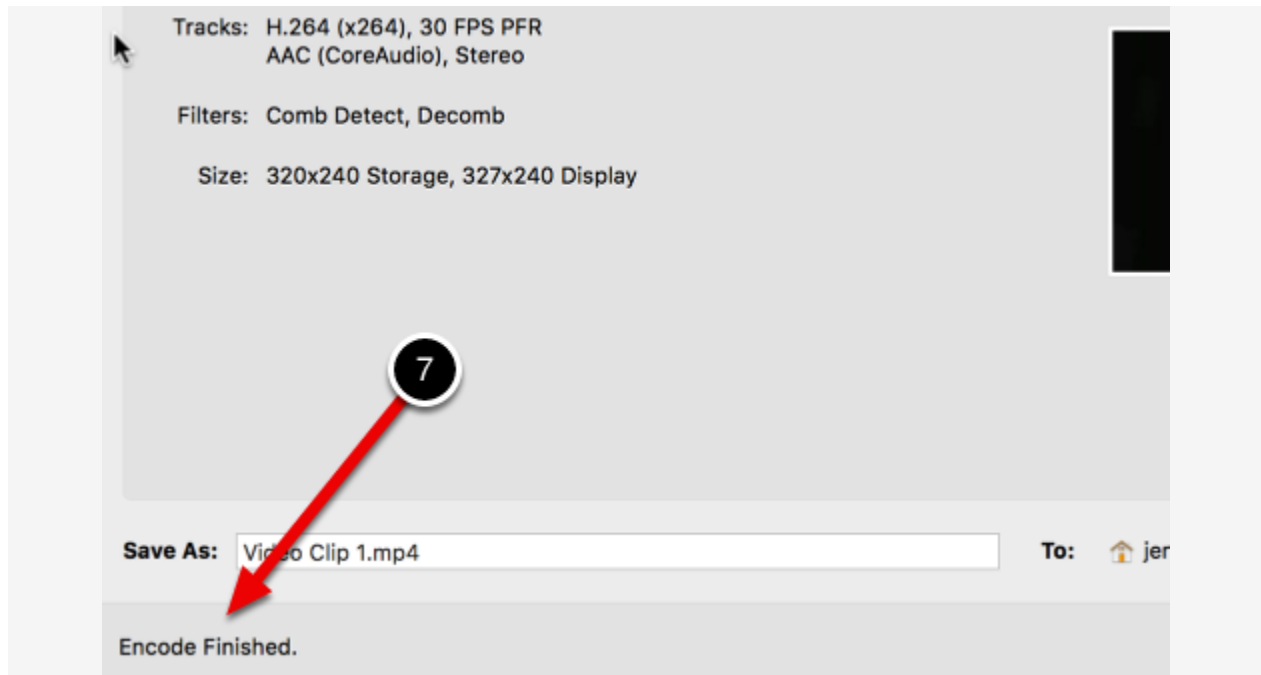 Tracks: H.264 (x264), 30 FPS PFR
AAC (CoreAudio), Stereo
Filters: Comb Detect, Decomb
Size: 320x240 Storage, 327x240 Display
7
Save As: Video Clip 1.mp4 To: jer
Encode Finished.